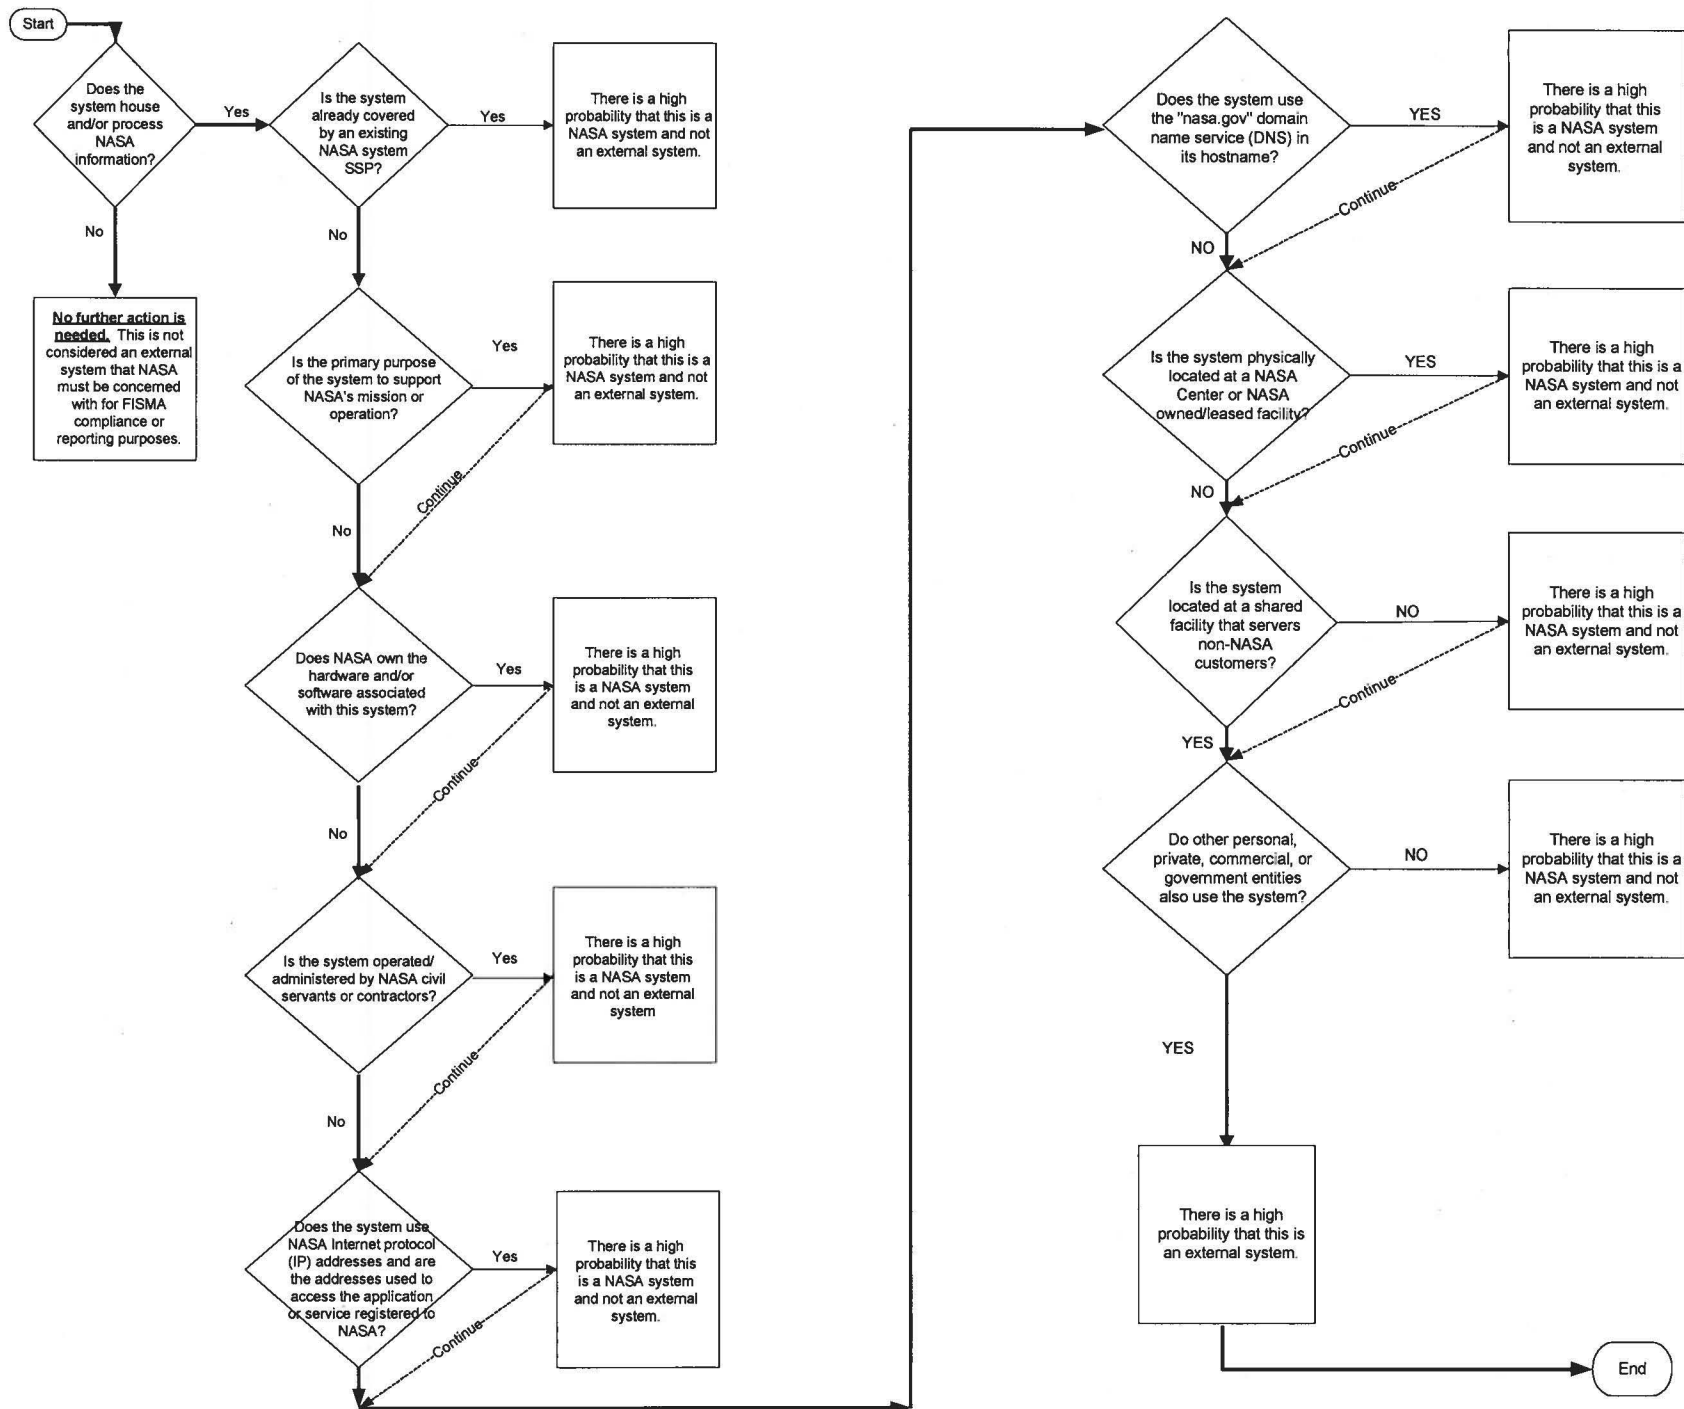 Start
Does the
system house
and/or process
NASA
information?
Yes
No
No further action is
needed. This is not
considered an external
system that NASA
must be concerned
with for FISMA
compliance or
reporting purposes.
Is the system
already covered
by an existing
NASA system
SSP?
Yes
There is a high
probability that this is a
NASA system and not
an external system.
No
Is the primary purpose
of the system to support
NASA's mission or
operation?
Yes
There is a high
probability that this is a
NASA system and not
an external system.
Continue
No
Does NASA own the
hardware and/or
software associated
with this system?
Yes
There is a high
probability that this
is a NASA system
and not an external
system.
Continue
No
Is the system operated/
administered by NASA civil
servants or contractors?
Yes
There is a high
probability that this
is a NASA system
and not an external
system
Continue
No
Does the system use
NASA Internet protocol
(IP) addresses and are
the addresses used to
access the application
or service registered to
NASA?
Yes
There is a high
probability that this
is a NASA system
and not an external
system.
Continue
Does the system use
the "nasa.gov" domain
name service (DNS) in
its hostname?
YES
There is a high
probability that this
is a NASA system
and not an external
system.
Continue
NO
Is the system physically
located at a NASA
Center or NASA
owned/leased facility?
YES
There is a high
probability that this is a
NASA system and not
an external system.
Continue
NO
Is the system
located at a shared
facility that servers
non-NASA
customers?
NO
There is a high
probability that this is a
NASA system and not
an external system.
Continue
YES
Do other personal,
private, commercial, or
government entities
also use the system?
NO
There is a high
probability that this is a
NASA system and not
an external system.
YES
There is a high
probability that this is
an external system.
End